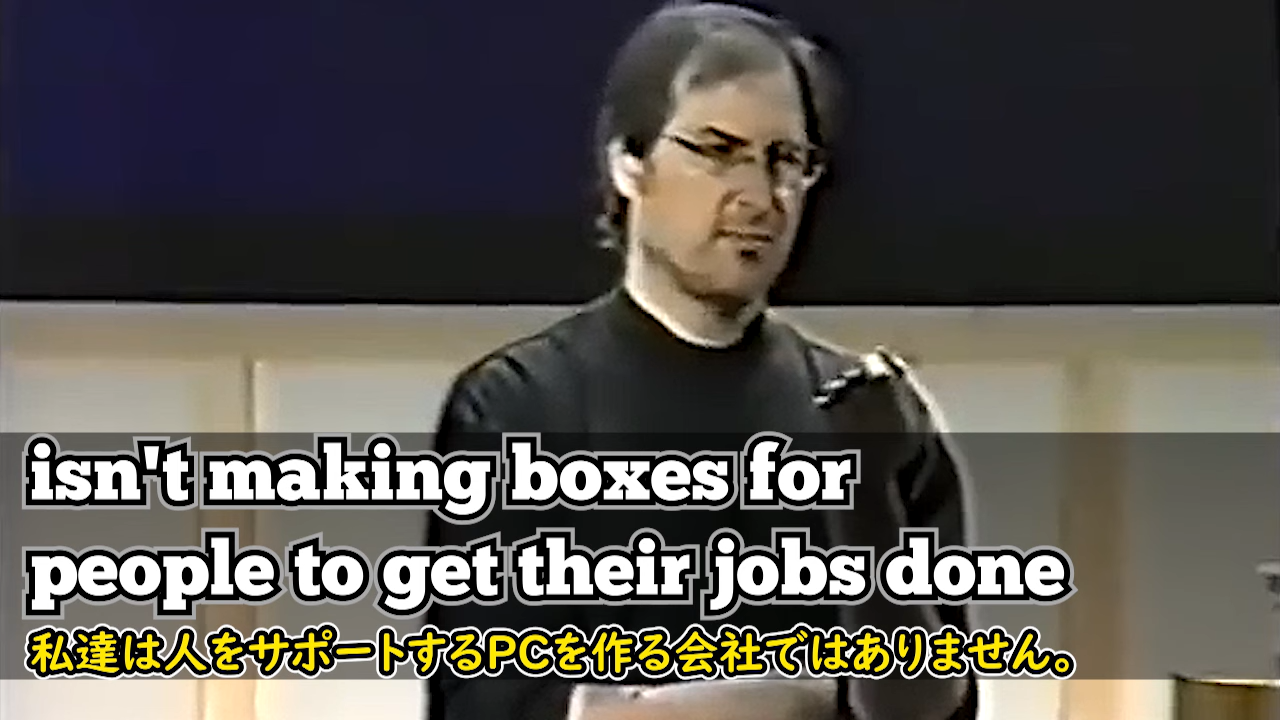 isn't making boxes for
people to get their jobs done
私達は人をサポートするPCを作る会社ではありません。